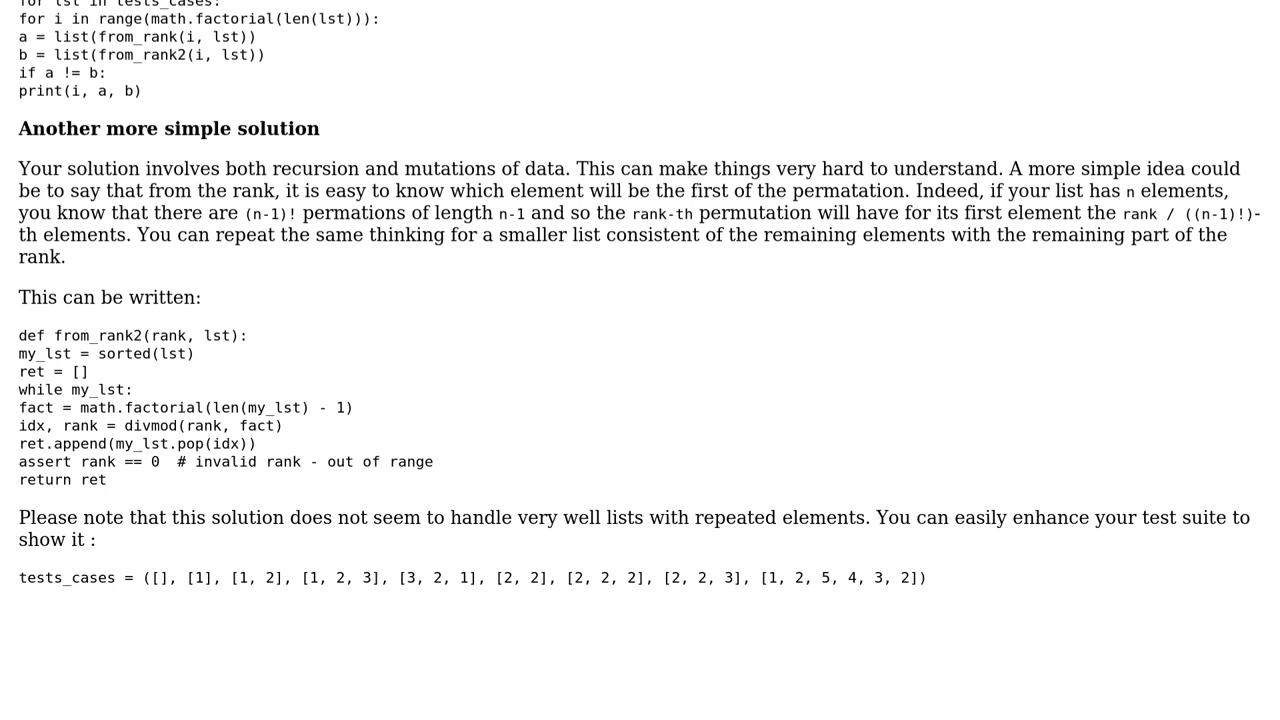 for lst in tests_cases:
for i in range(math.factorial(len(lst))):
a = list(from_rank(i, lst))
b = list(from_rank2(i, lst))
if a != b:
print(i, a, b)
Another more simple solution
Your solution involves both recursion and mutations of data. This can make things very hard to understand. A more simple idea could
be to say that from the rank, it is easy to know which element will be the first of the permatation. Indeed, if your list has n elements,
you know that there are (n-1)! permations of length n-1 and so the rank-th permutation will have for its first element the rank / ((n-1)!)-
th elements. You can repeat the same thinking for a smaller list consistent of the remaining elements with the remaining part of the
rank.
This can be written:
def from_rank2(rank, lst):
my_lst = sorted(lst)
ret = []
while my_lst:
fact = math.factorial(len(my_lst) - 1)
idx, rank = divmod(rank, fact)
ret.append(my_lst.pop(idx))
assert rank == 0  # invalid rank - out of range
return ret
Please note that this solution does not seem to handle very well lists with repeated elements. You can easily enhance your test suite to
show it :
tests_cases = ([], [1], [1, 2], [1, 2, 3], [3, 2, 1], [2, 2], [2, 2, 2], [2, 2, 3], [1, 2, 5, 4, 3, 2])